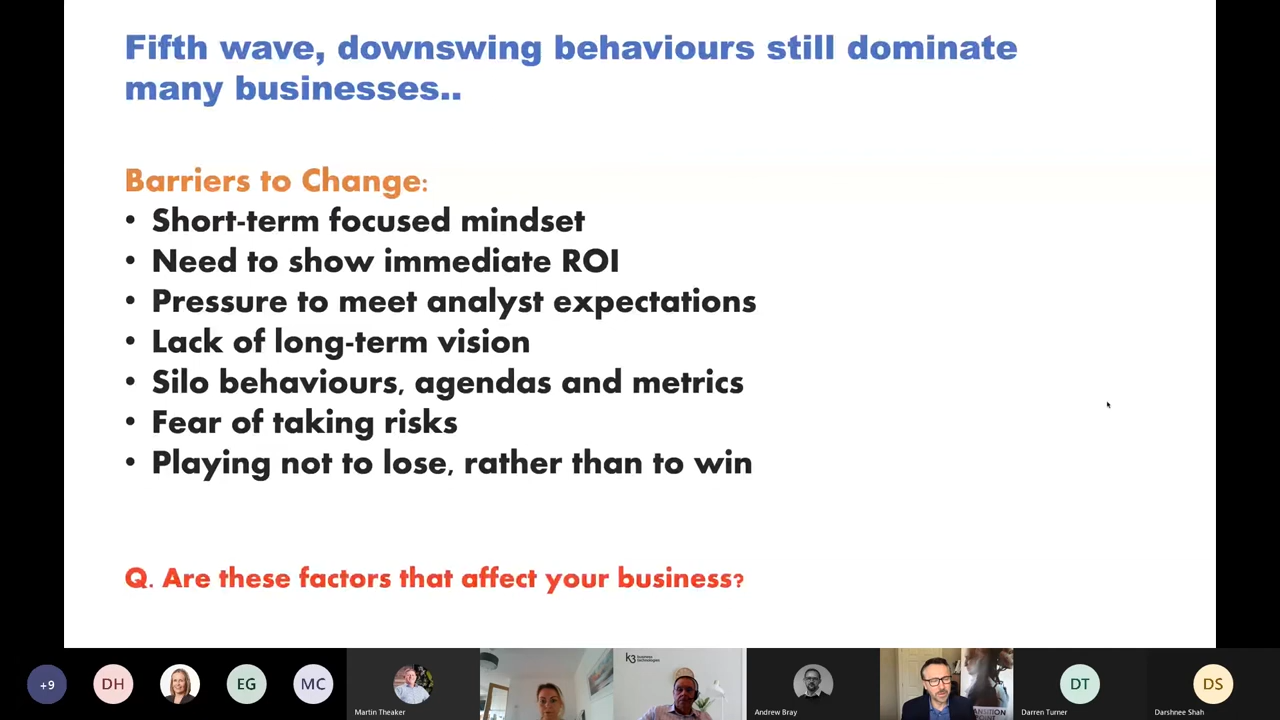 Fifth wave, downswing behaviours still dominate
many businesses..
Barriers to Change:
• Short-term focused mindset
• Need to show immediate ROI
• Pressure to meet analyst expectations
• Lack of long-term vision
• Silo behaviours, agendas and metrics
• Fear of taking risks
• Playing not to lose, rather than to win
Q. Are these factors that affect your business?
+9
DH
EG
MC
Martin Theaker
k3 business
technologies
Andrew Bray
DT
Darren Turner
DS
Darshnee Shah